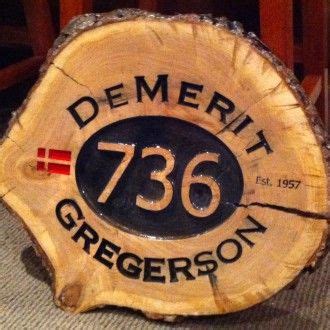 DEMERIT
736
Est. 1957
GREGERSON